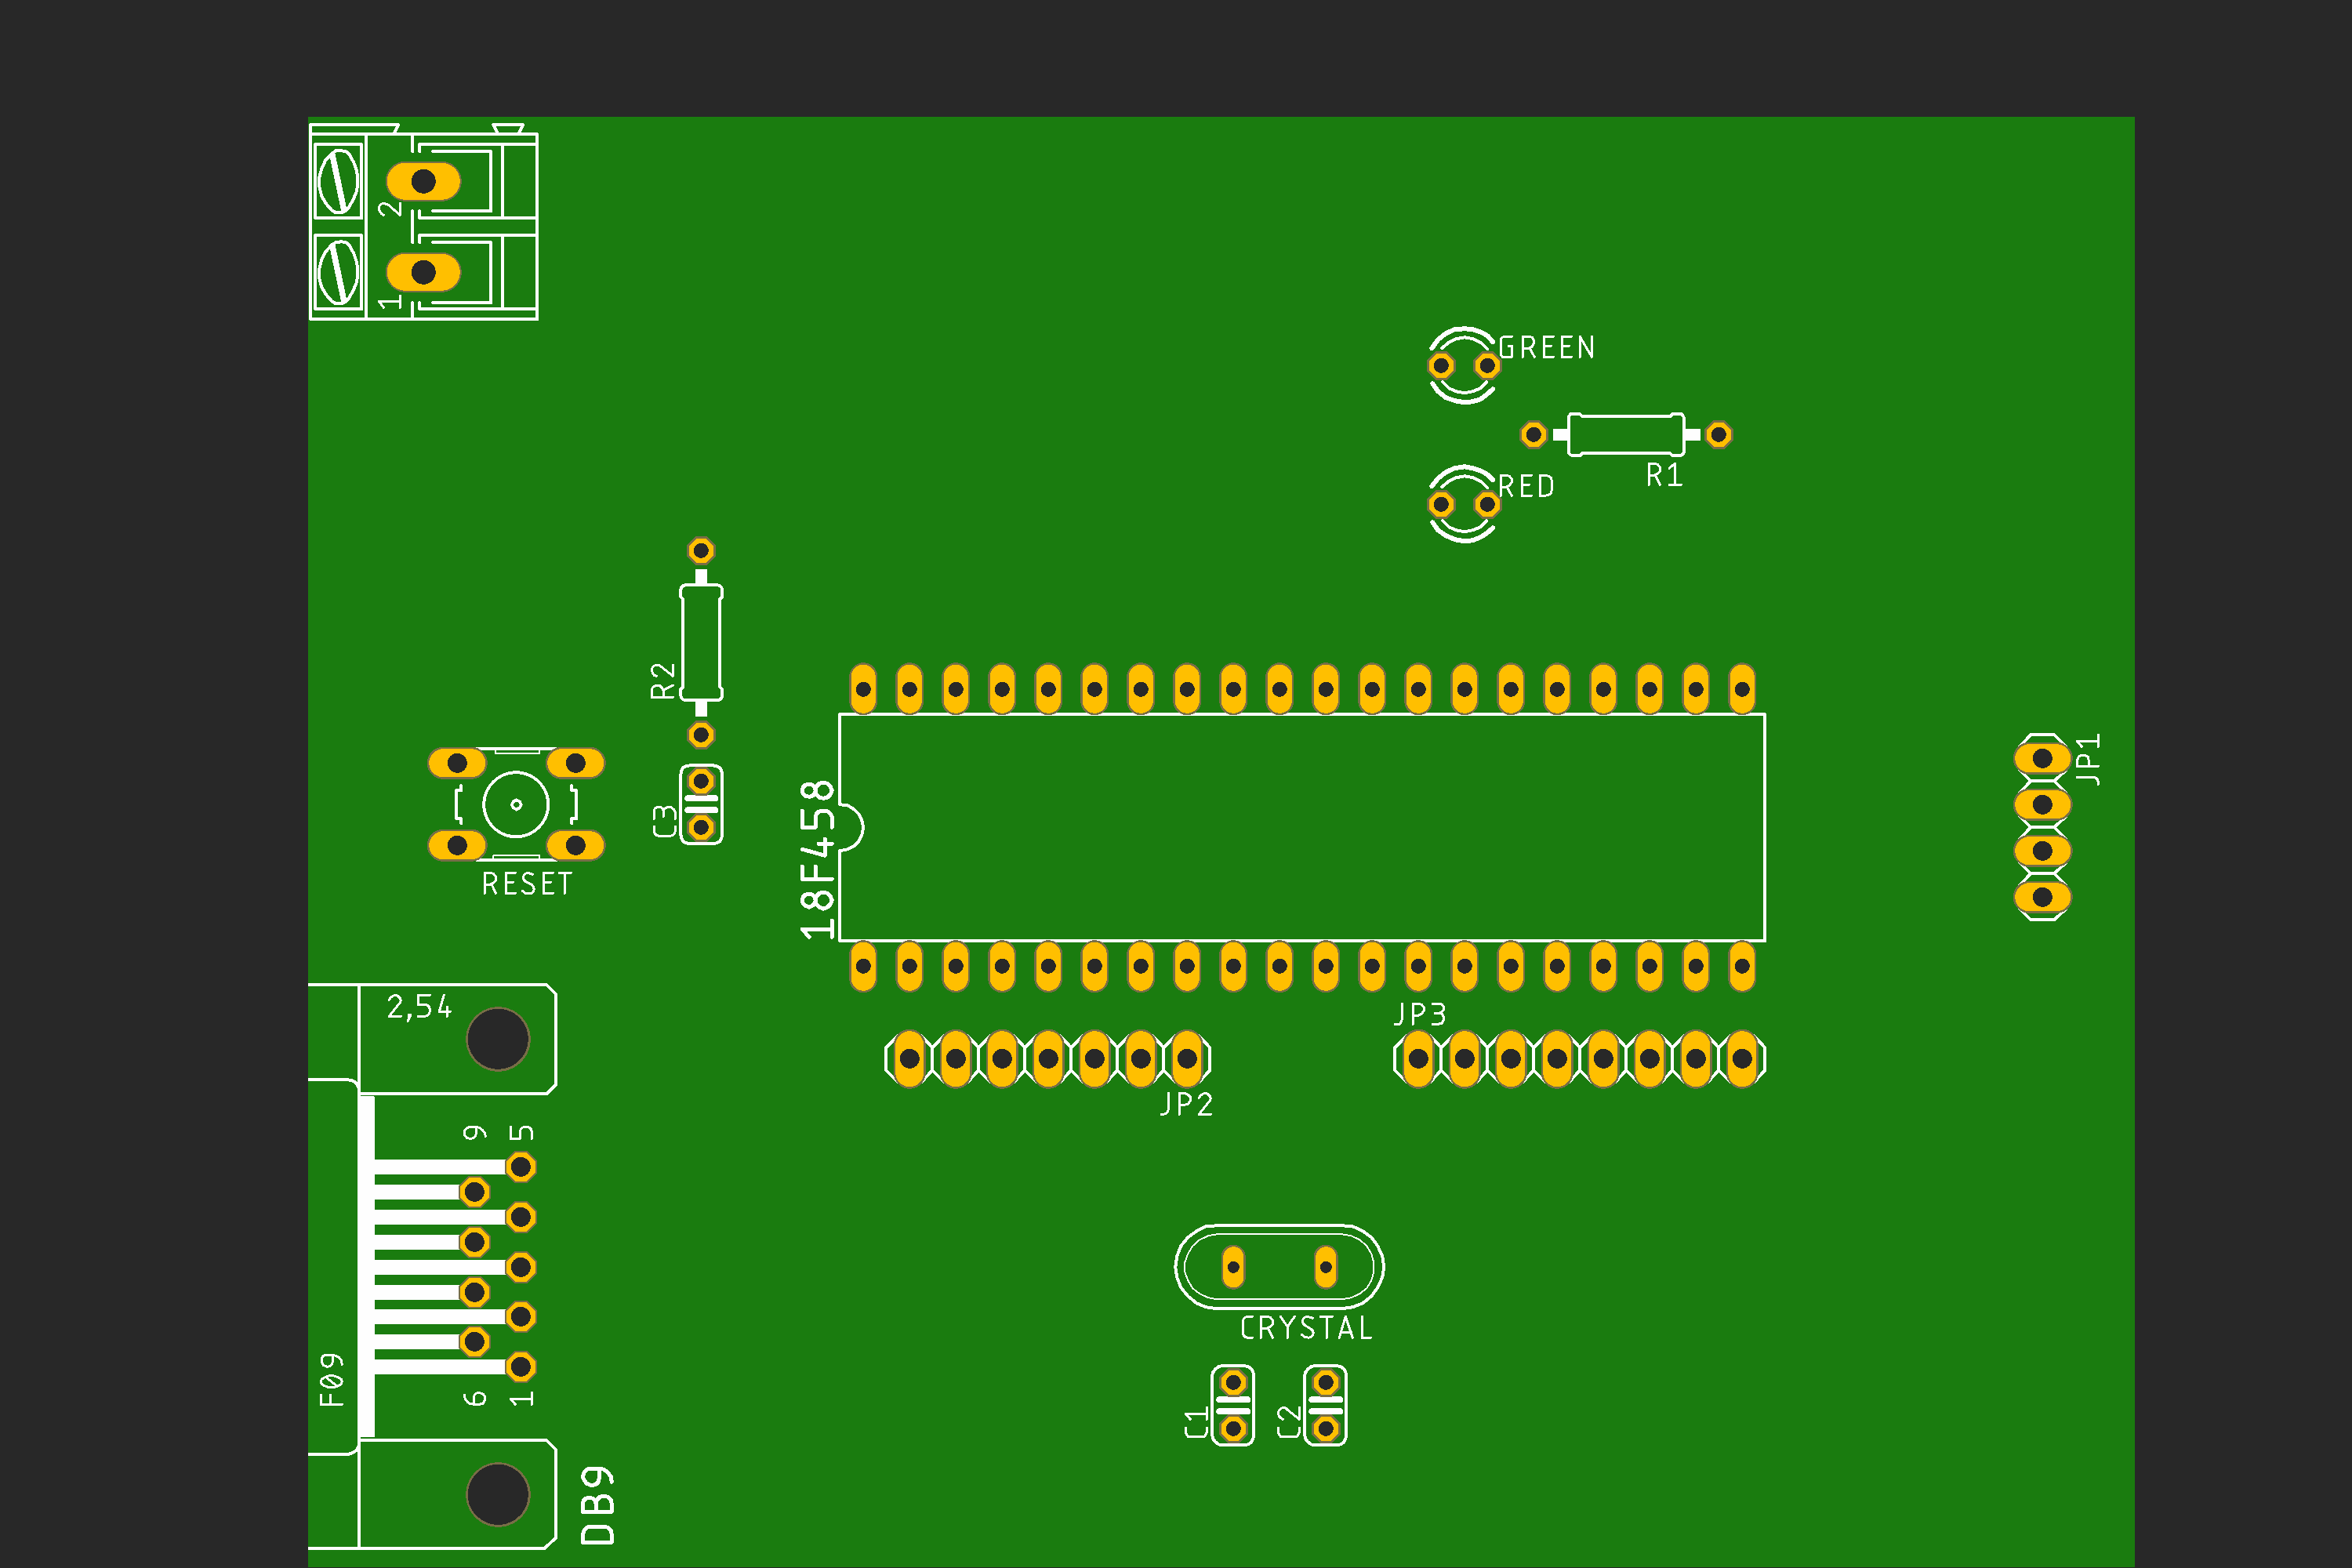 2
1
GREEN
R1
RED
R2
JP1
C3
18F458
RESET
2,54
JP3
JP2
9 5
CRYSTAL
F09
6 1
C1
C2
DB9